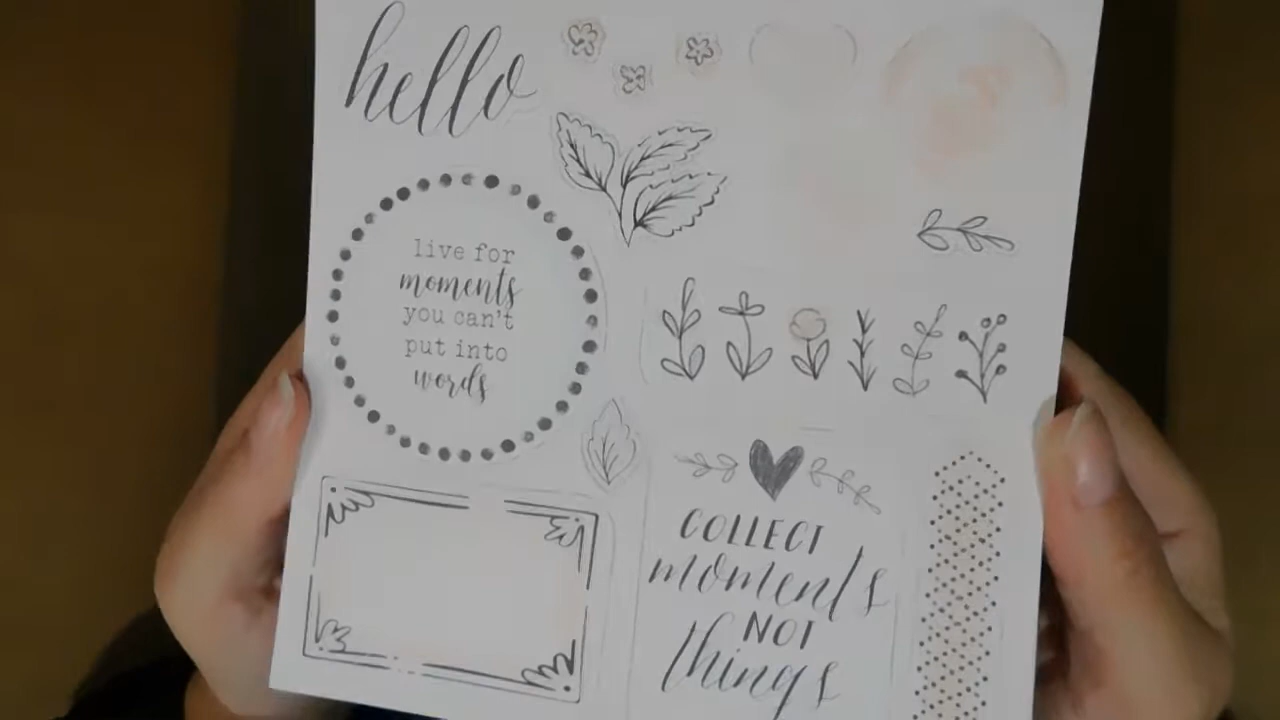 hello
live for
moments
you can't
put into
words
COLLECT
moments
NOT
things